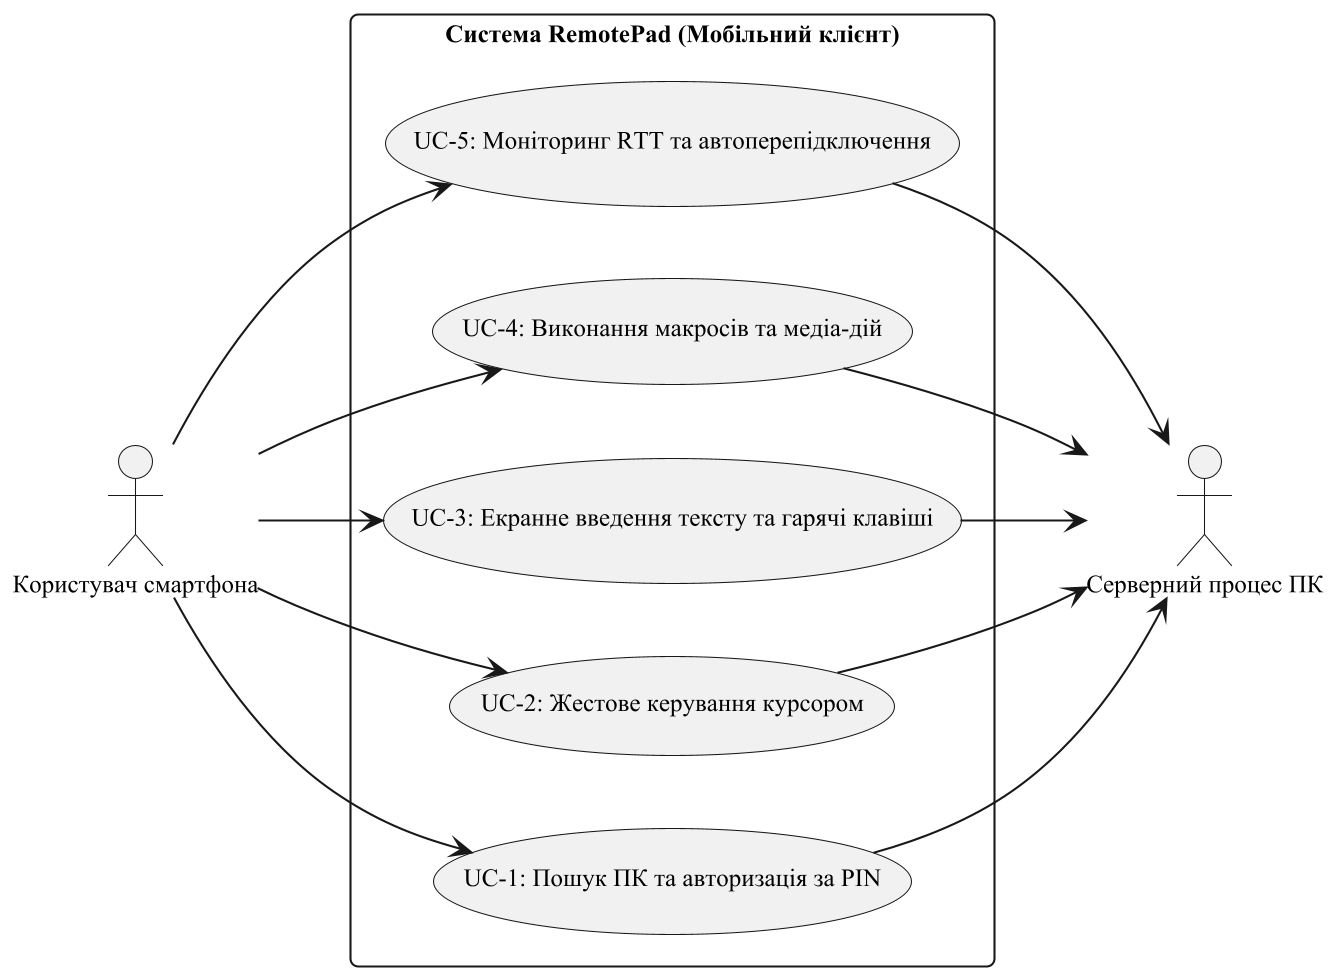 Система RemotePad (Мобільний клієнт)
UC-5: Моніторинг RTT та автоперепідключення
UC-4: Виконання макросів та медіа-дій
UC-3: Екранне введення тексту та гарячі клавіші
Користувач смартфона
Серверний процес ПК
UC-2: Жестове керування курсором
UC-1: Пошук ПК та авторизація за PIN